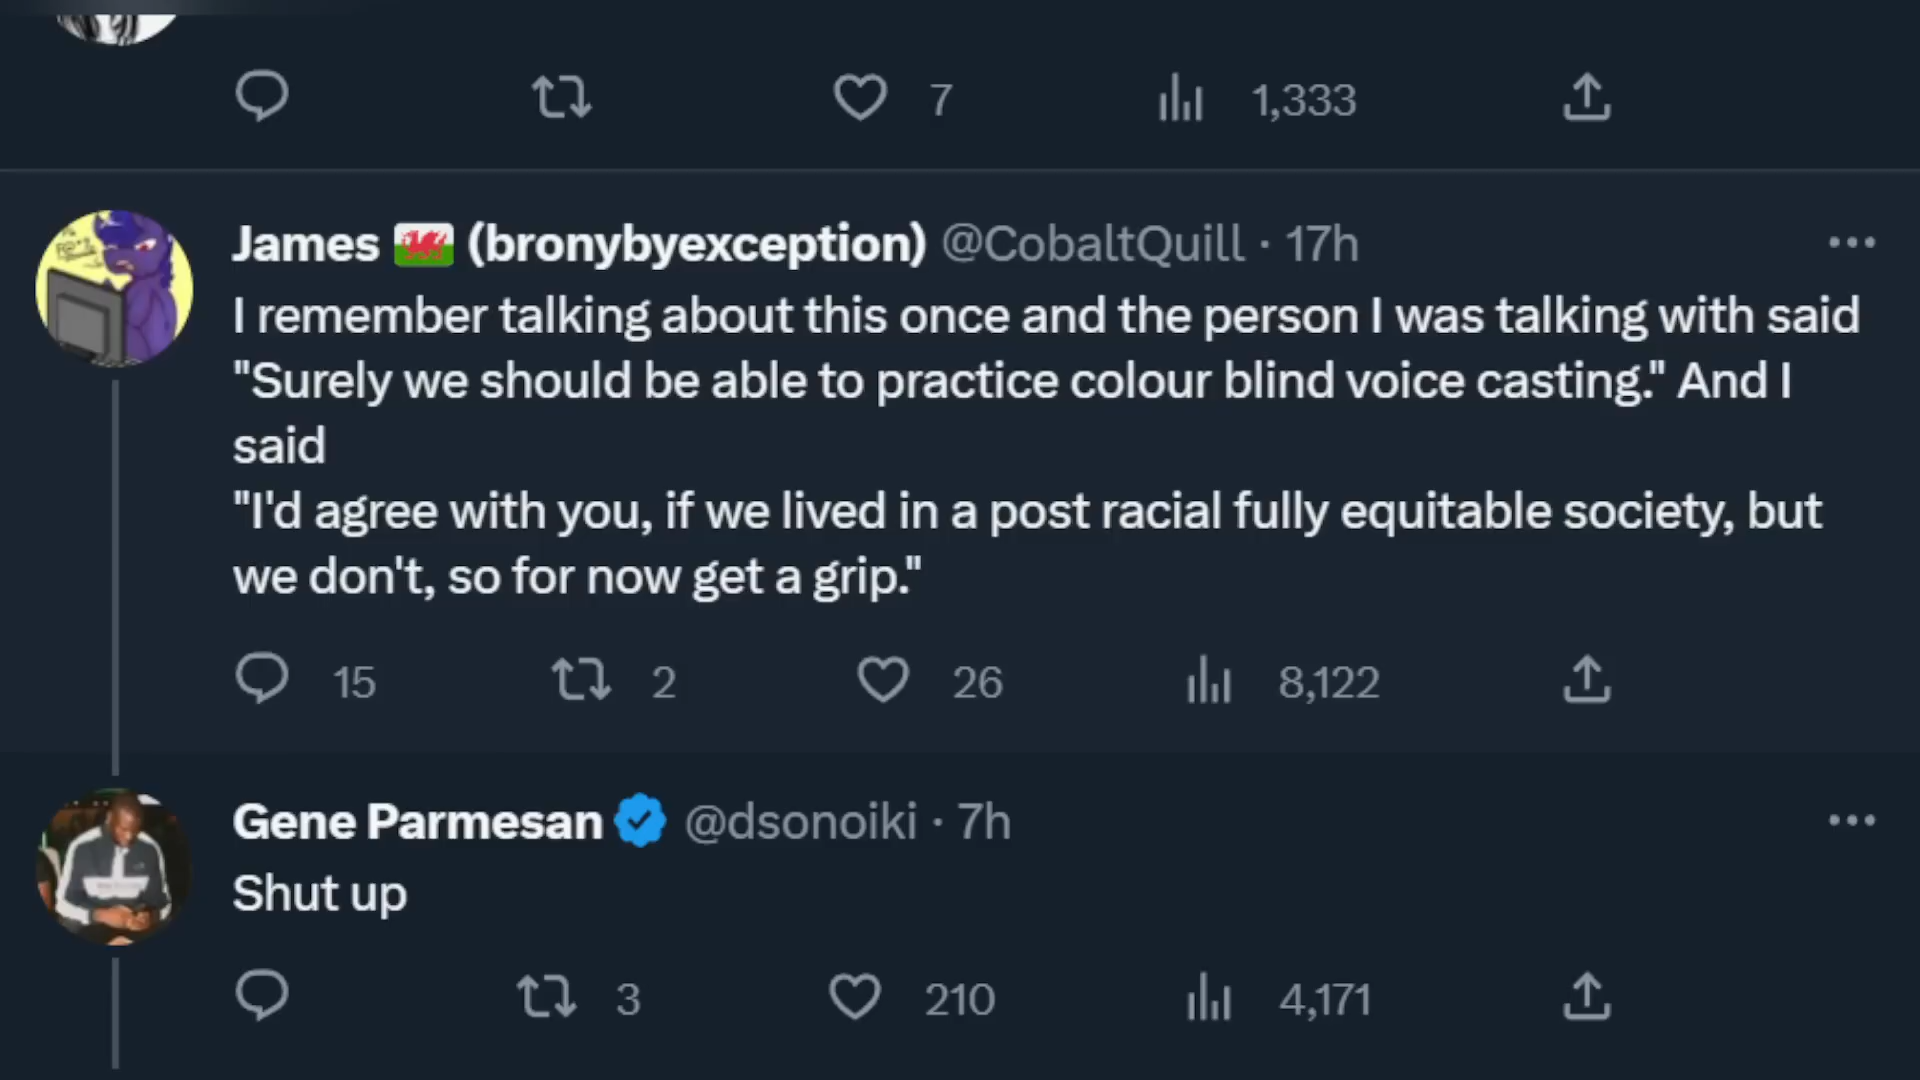 7 1,333
James 🏴󠁧󠁢󠁷󠁬󠁳󠁿 (bronybyexception) @CobaltQuill · 17h
I remember talking about this once and the person I was talking with said
"Surely we should be able to practice colour blind voice casting." And I
said
"I'd agree with you, if we lived in a post racial fully equitable society, but
we don't, so for now get a grip."
15 2 26 8,122
Gene Parmesan @dsonoiki · 7h
Shut up
3 210 4,171